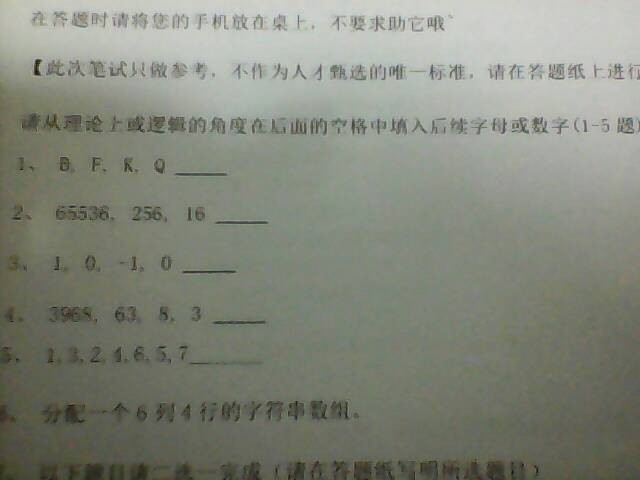 在答题时请将您的手机放在桌上，不要求助它哦`
【此次笔试只做参考，不作为人才甄选的唯一标准，请在答题纸上进行
请从理论上或逻辑的角度在后面的空格中填入后续字母或数字(1-5 题)
1、 B, F, K, Q ____
2、 65536, 256, 16 ____
3、 1, 0, -1, 0 ____
4、 3968, 63, 8, 3 ____
5、 1,3,2,4,6,5,7____
6、 分配一个 6 列 4 行的字符串数组。
以下题目请二选一完成（请在答题纸写明所选题目）